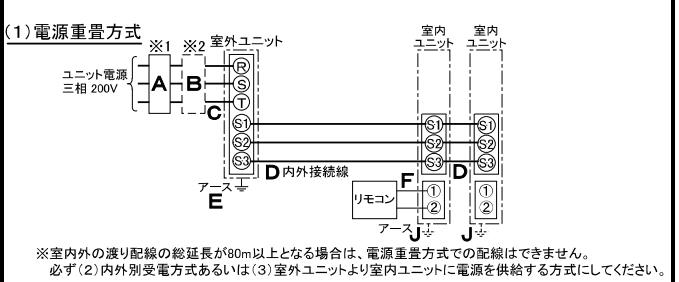 (1)電源重畳方式
※1 ※2 室外ユニット
室内
ユニット
室内
ユニット
ユニット電源
三相 200V
A
B
C
R
S
T
S1
S2
S3
S1
S2
S3
S1
S2
S3
D 内外接続線
D
アース
E
F
リモコン
①
②
①
②
アース
J
J
※室内外の渡り配線の総延長が80m以上となる場合は、電源重畳方式での配線はできません。
必ず(2)内外別受電方式あるいは(3)室外ユニットより室内ユニットに電源を供給する方式にしてください。